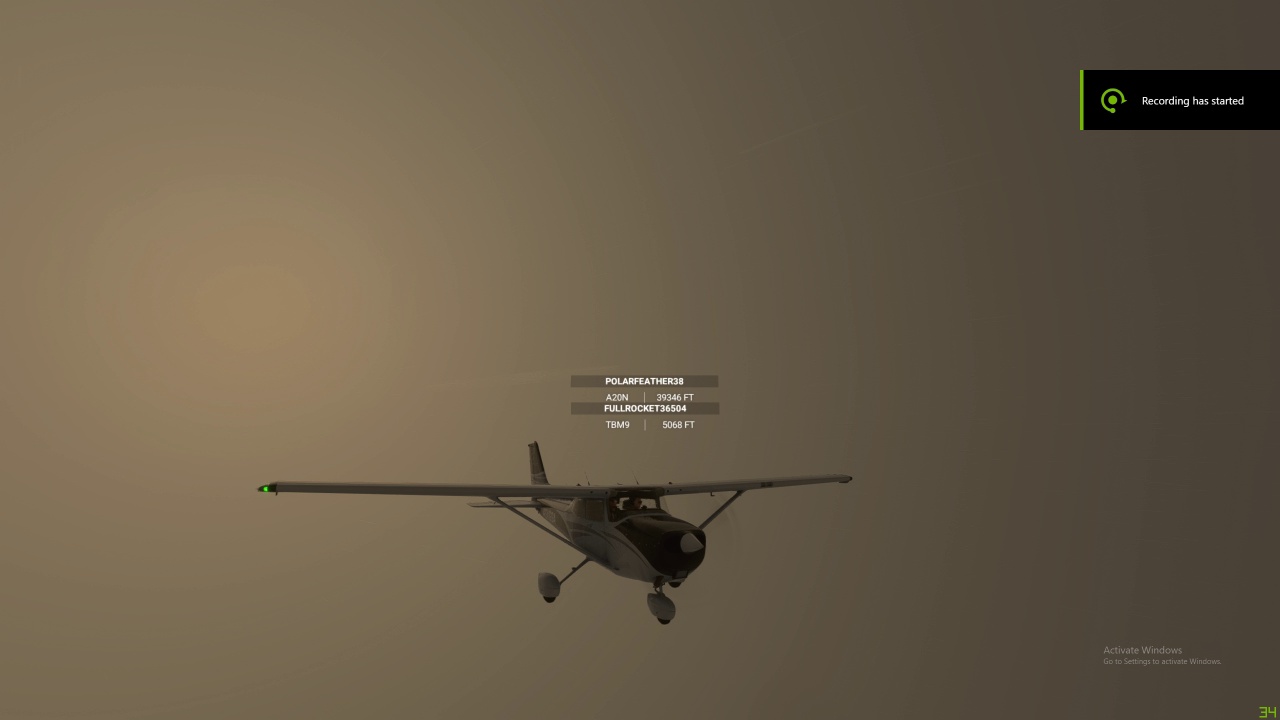 Recording has started
POLARFEATHER38
A20N | 39346 FT
FULLROCKET36504
TBM9 | 5068 FT
Activate Windows
Go to Settings to activate Windows.
34